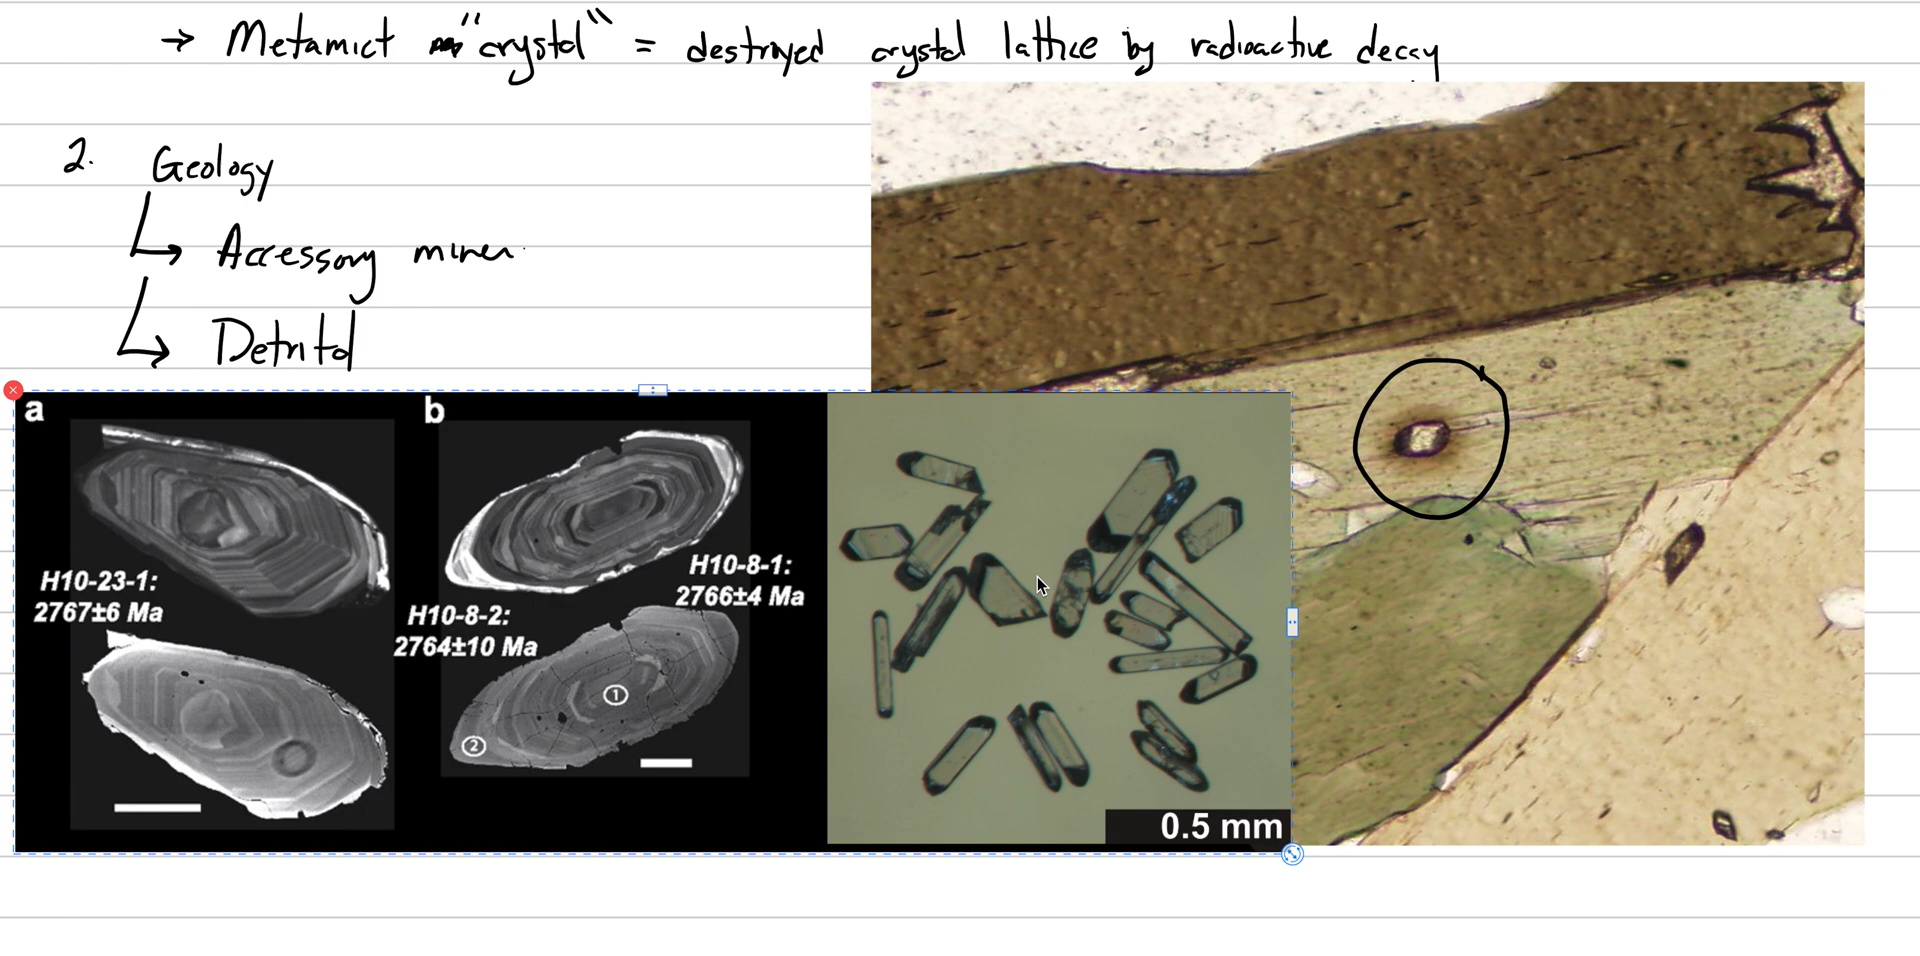 → Metamict "crystal" = destroyed crystal lattice by radioactive decay
2. Geology
↳ Accessory miner
↳ Detrital
a
b
H10-23-1:
2767±6 Ma
H10-8-1:
2766±4 Ma
H10-8-2:
2764±10 Ma
1
2
0.5 mm